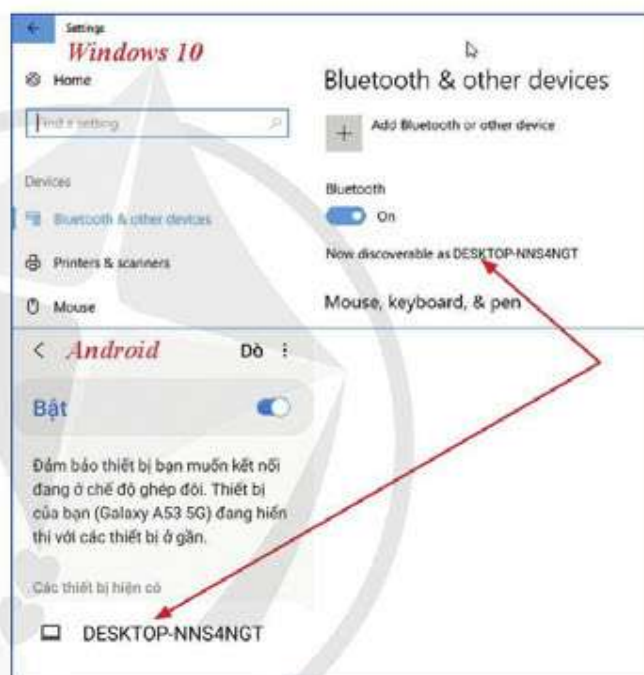 Settings
Windows 10
Home
Find a setting
Devices
Bluetooth & other devices
Printers & scanners
Mouse
Bluetooth & other devices
Add Bluetooth or other device
Bluetooth
On
Now discoverable as DESKTOP-NNS4NGT
Mouse, keyboard, & pen
Android
Dò
Bật
Đảm bảo thiết bị bạn muốn kết nối
đang ở chế độ ghép đôi. Thiết bị
của bạn (Galaxy A53 5G) đang hiển
thị với các thiết bị ở gần.
Các thiết bị hiện có
DESKTOP-NNS4NGT